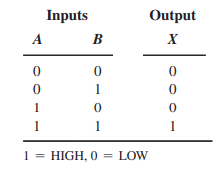 Inputs Output
A B X
0 0 0
0 1 0
1 0 0
1 1 1
1 = HIGH, 0 = LOW